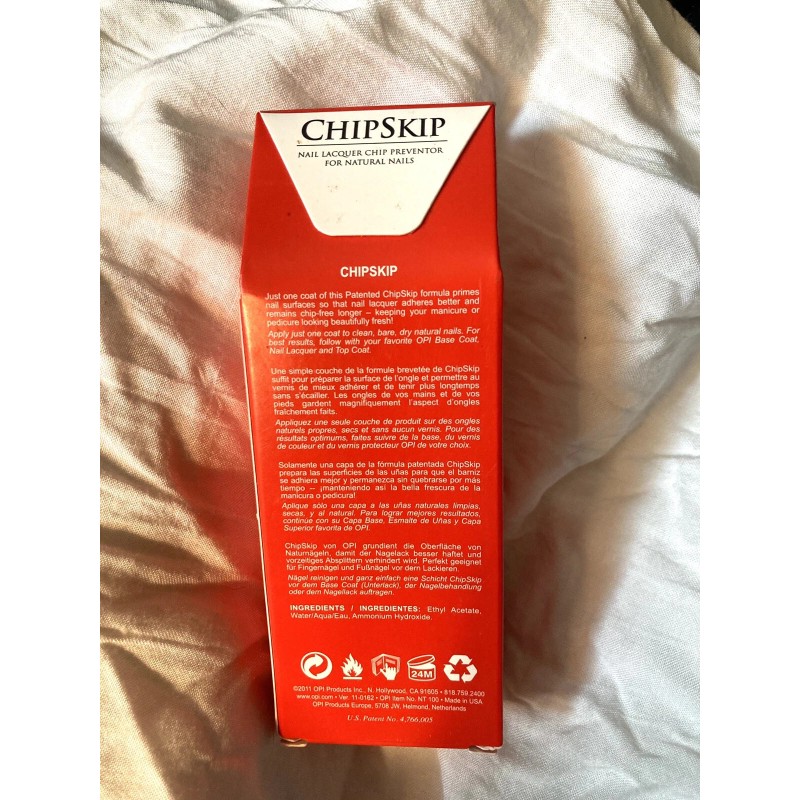 CHIPSKIP
NAIL LACQUER CHIP PREVENTOR
FOR NATURAL NAILS
CHIPSKIP
Just one coat of this Patented ChipSkip formula primes
nail surfaces so that nail lacquer adheres better and
remains chip-free longer – keeping your manicure or
pedicure looking beautifully fresh!
Apply just one coat to clean, bare, dry natural nails. For
best results, follow with your favorite OPI Base Coat,
Nail Lacquer and Top Coat.
Une simple couche de la formule brevetée de ChipSkip
suffit pour préparer la surface de l'ongle et permettre au
vernis de mieux adhérer et de tenir plus longtemps
sans s'écailler. Les ongles de vos mains et de vos
pieds gardent magnifiquement l'aspect d'ongles
fraîchement faits.
Appliquez une seule couche de produit sur des ongles
naturels propres, secs et sans aucun vernis. Pour des
résultats optimums, faites suivre de la base, du vernis
de couleur et du vernis protecteur OPI de votre choix.
Solamente una capa de la fórmula patentada ChipSkip
prepara las superficies de las uñas para que el barniz
se adhiera mejor y permanezca sin quebrarse por más
tiempo -- ¡manteniendo así la bella frescura de la
manicura o pedicura!
Aplique sólo una capa a las uñas naturales limpias,
secas, y al natural. Para lograr mejores resultados,
continúe con su Capa Base, Esmalte de Uñas y Capa
Superior favorita de OPI.
ChipSkip von OPI grundiert die Oberfläche von
Naturnägeln, damit der Nagelack besser haftet und
vorzeitiges Absplittern verhindert wird. Perfekt geeignet
für Fingernägel und Fußnägel vor dem Lackieren.
Nägel reinigen und ganz einfach eine Schicht ChipSkip
vor dem Base Coat (Unterlack), der Nagelbehandlung
oder dem Nagellack auftragen.
INGREDIENTS / INGREDIENTES: Ethyl Acetate,
Water/Aqua/Eau, Ammonium Hydroxide.
24M
©2011 OPI Products Inc., N. Hollywood, CA 91605 • 818.759.2400
www.opi.com • Ver. 11-0182 • OPI Item No. NT 100 • Made in USA
OPI Products Europe, 5708 JW, Helmond, Netherlands
U.S. Patent No. 4,766,005